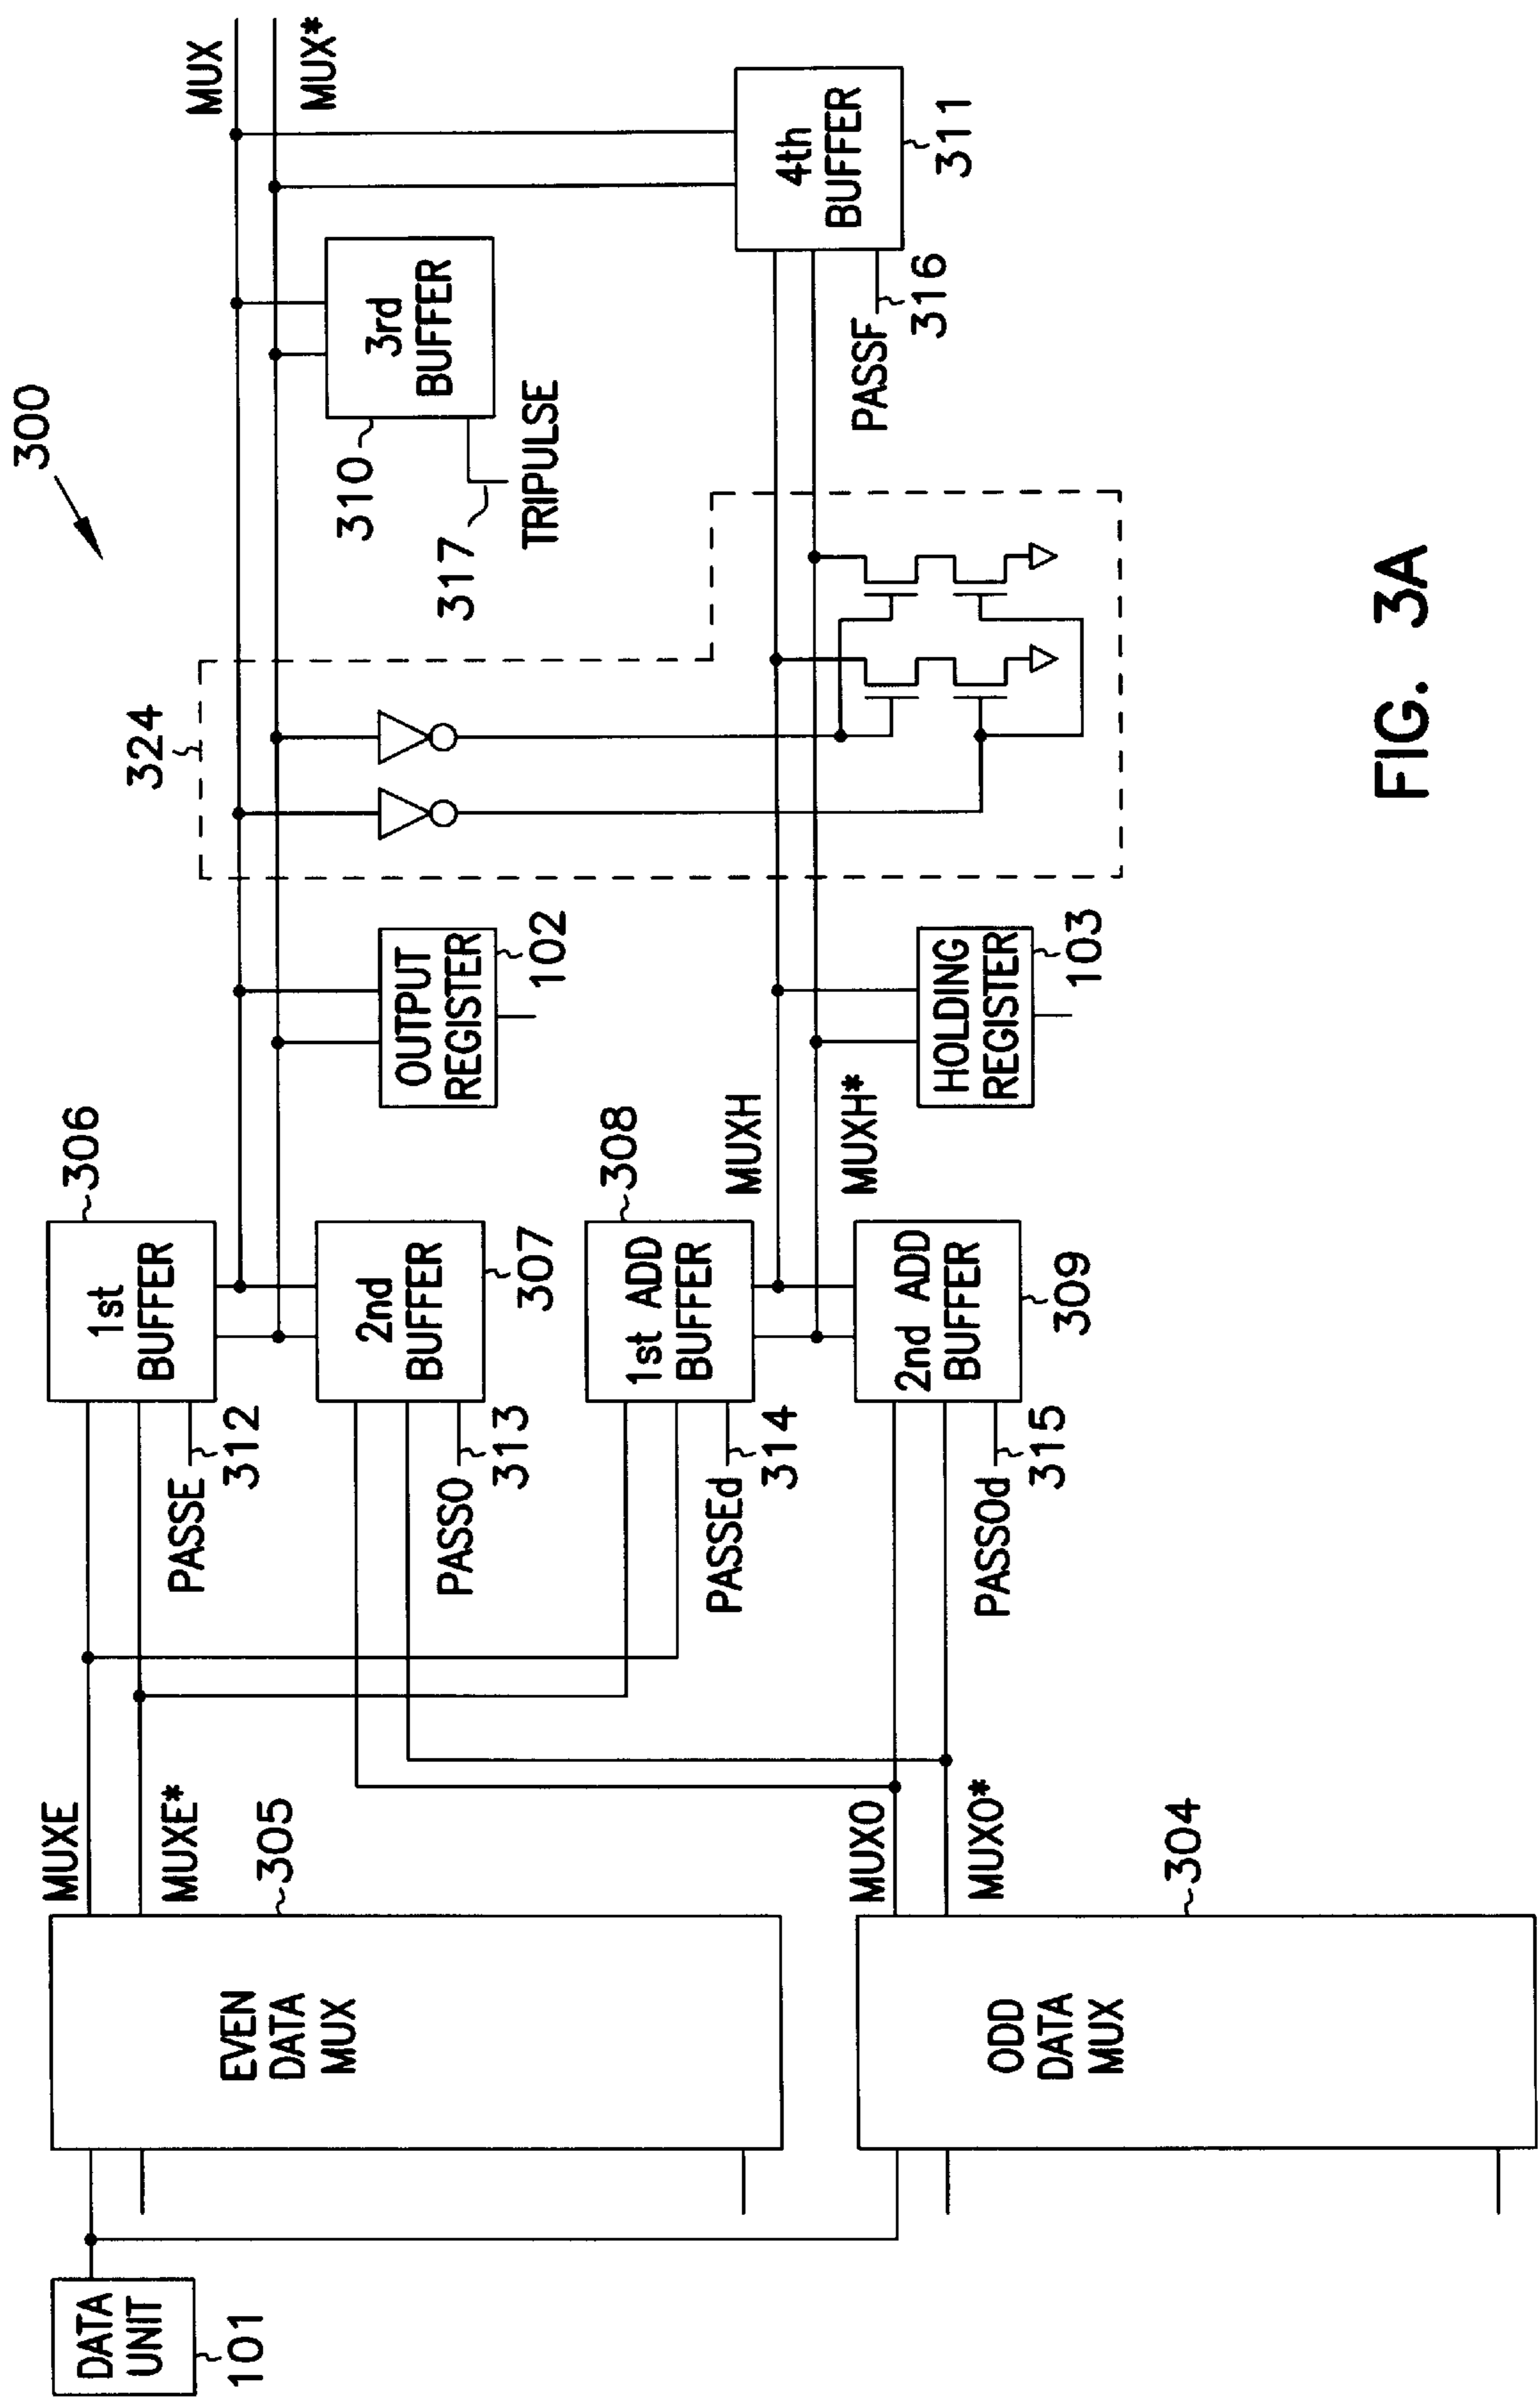 300
DATA
UNIT
101
EVEN
DATA
MUX
305
MUXE
MUXE*
ODD
DATA
MUX
304
MUXO
MUXO*
1st
BUFFER
306
PASSE
312
2nd
BUFFER
307
PASSO
313
1st ADD
BUFFER
308
PASSEd
314
2nd ADD
BUFFER
309
PASSOd
315
MUXH
MUXH*
OUTPUT
REGISTER
102
HOLDING
REGISTER
103
324
3rd
BUFFER
310
317
TRIPULSE
4th
BUFFER
311
PASSF
316
MUX
MUX*
FIG. 3A